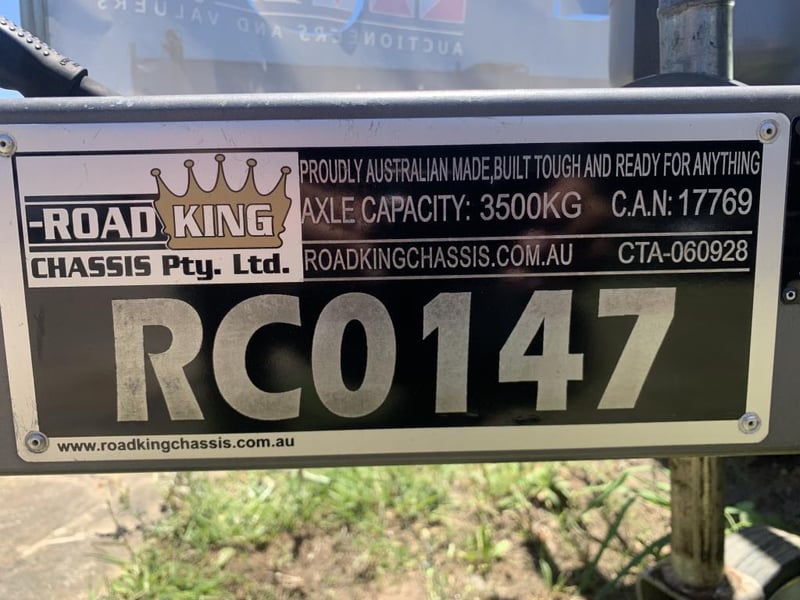 AUCTIONEERS AND VALUERS
PROUDLY AUSTRALIAN MADE,BUILT TOUGH AND READY FOR ANYTHING
-ROAD KING
CHASSIS Pty. Ltd.
AXLE CAPACITY: 3500KG C.A.N: 17769
ROADKINGCHASSIS.COM.AU CTA-060928
RC0147
www.roadkingchassis.com.au